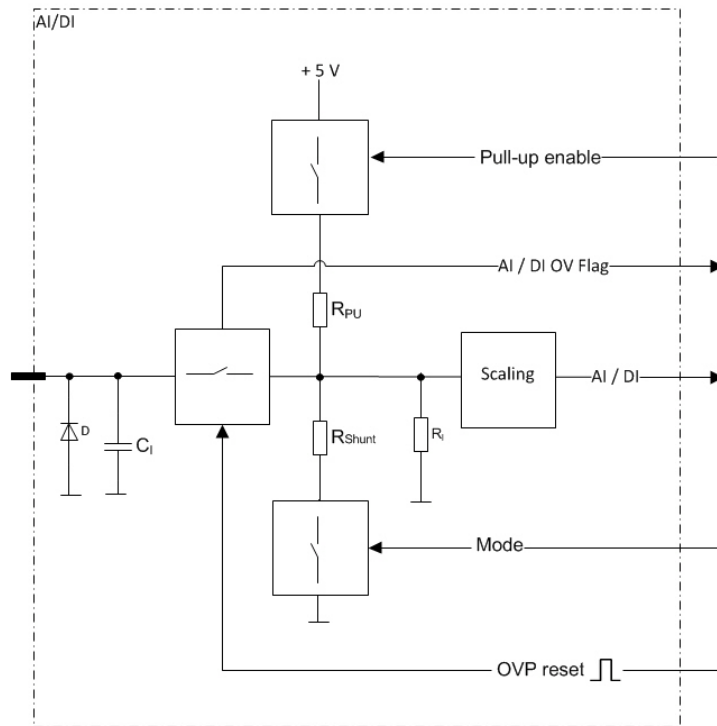 AI/DI
+ 5 V
Pull-up enable
AI / DI OV Flag
RPU
Scaling
AI / DI
D
CI
RShunt
RI
Mode
OVP reset